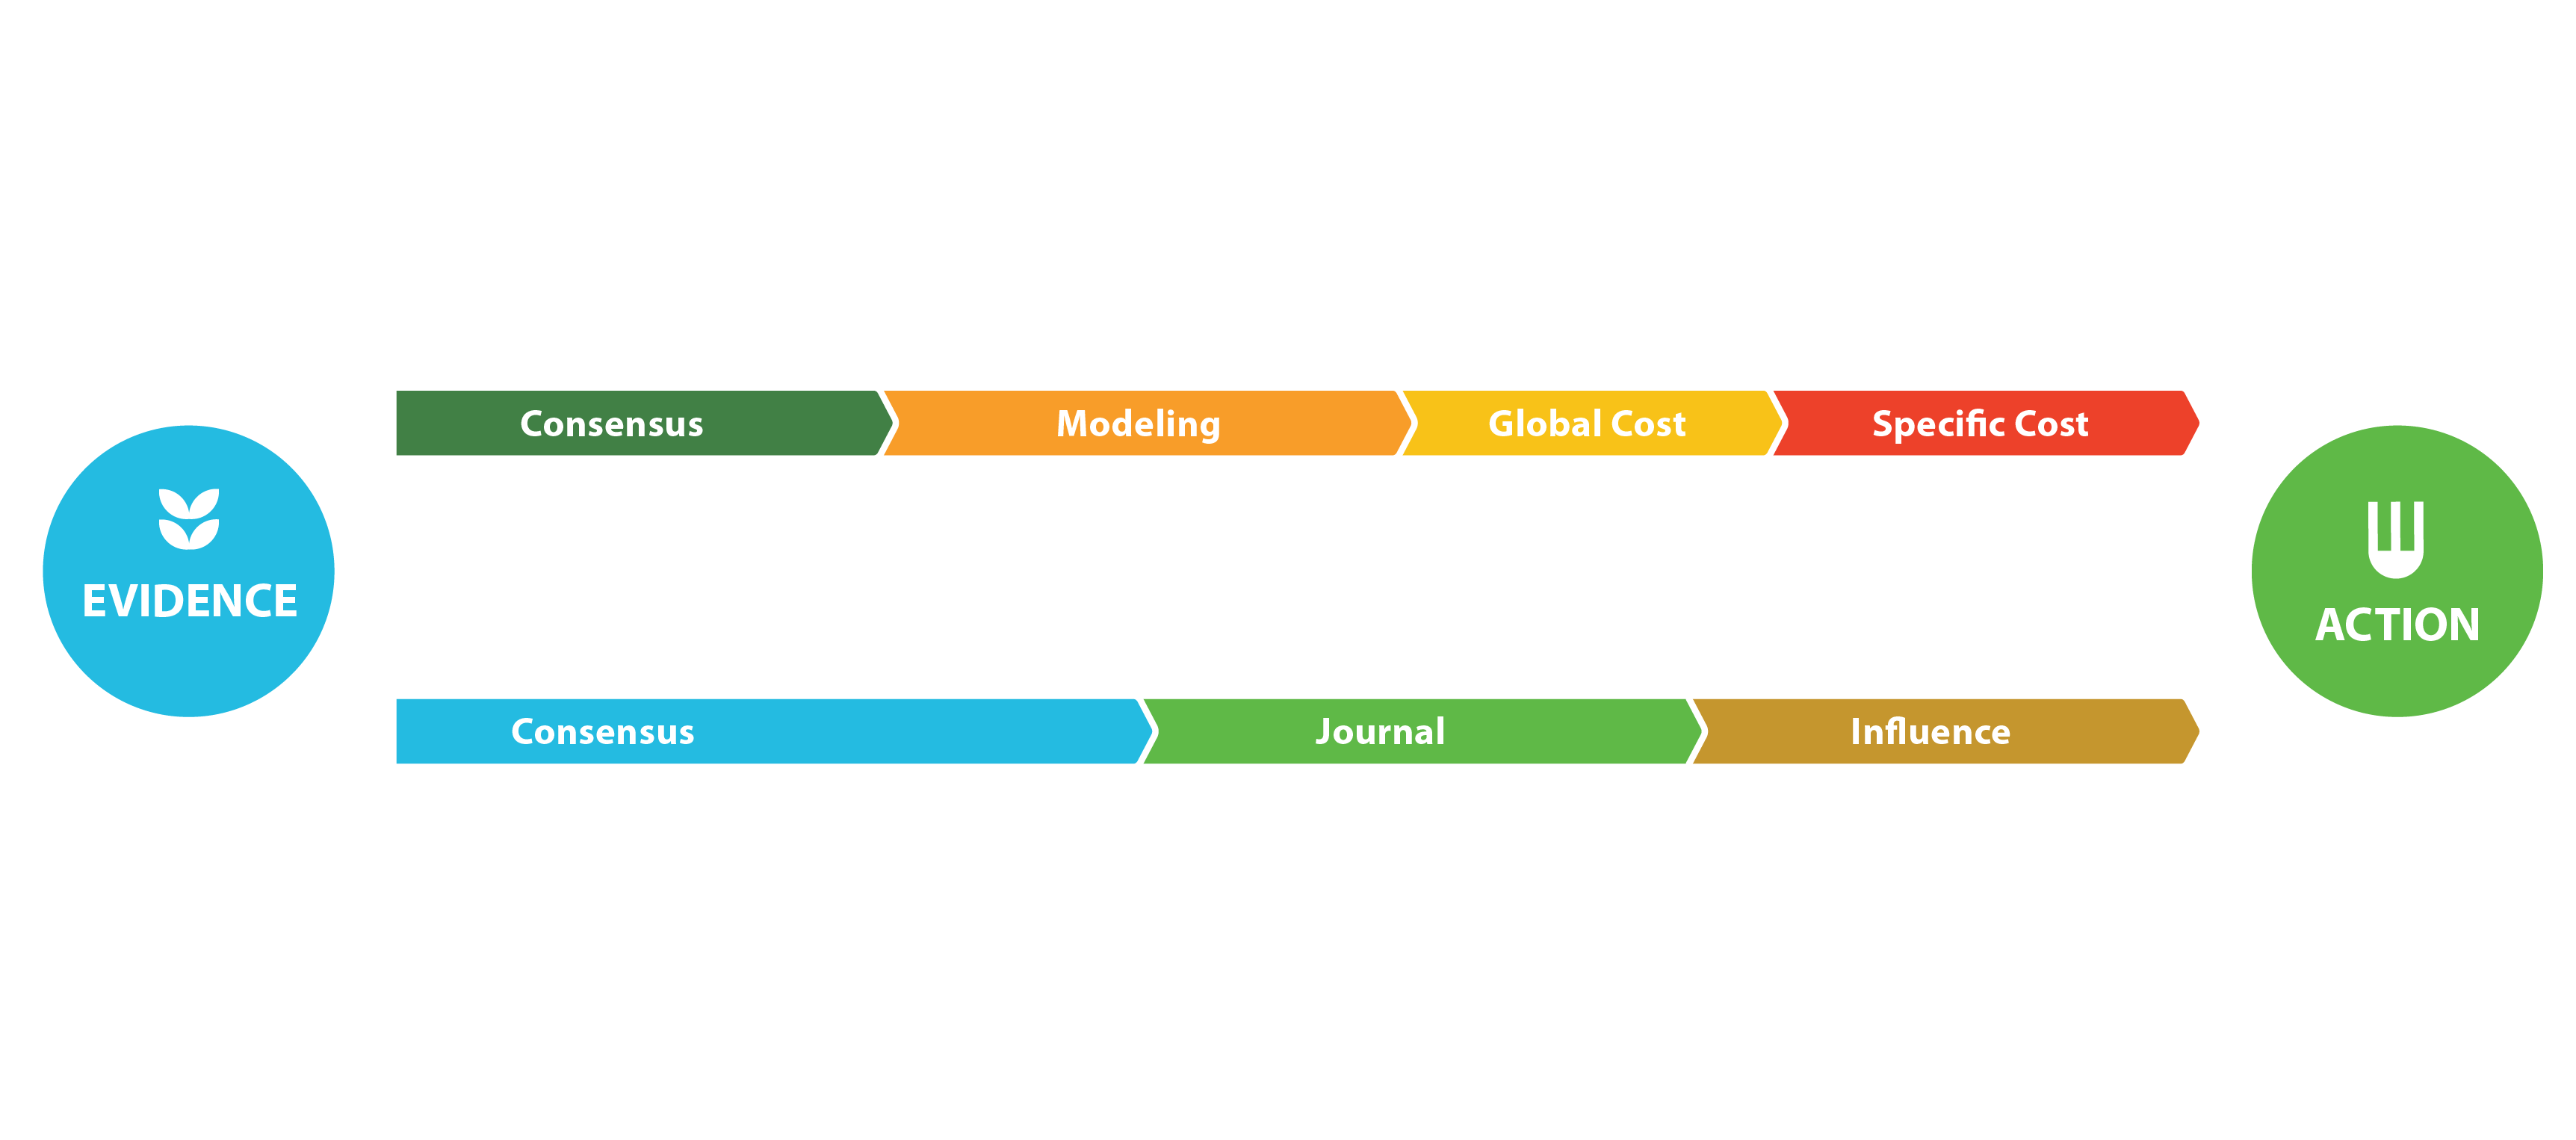 Consensus
Modeling
Global Cost
Specific Cost
EVIDENCE
ACTION
Consensus
Journal
Influence